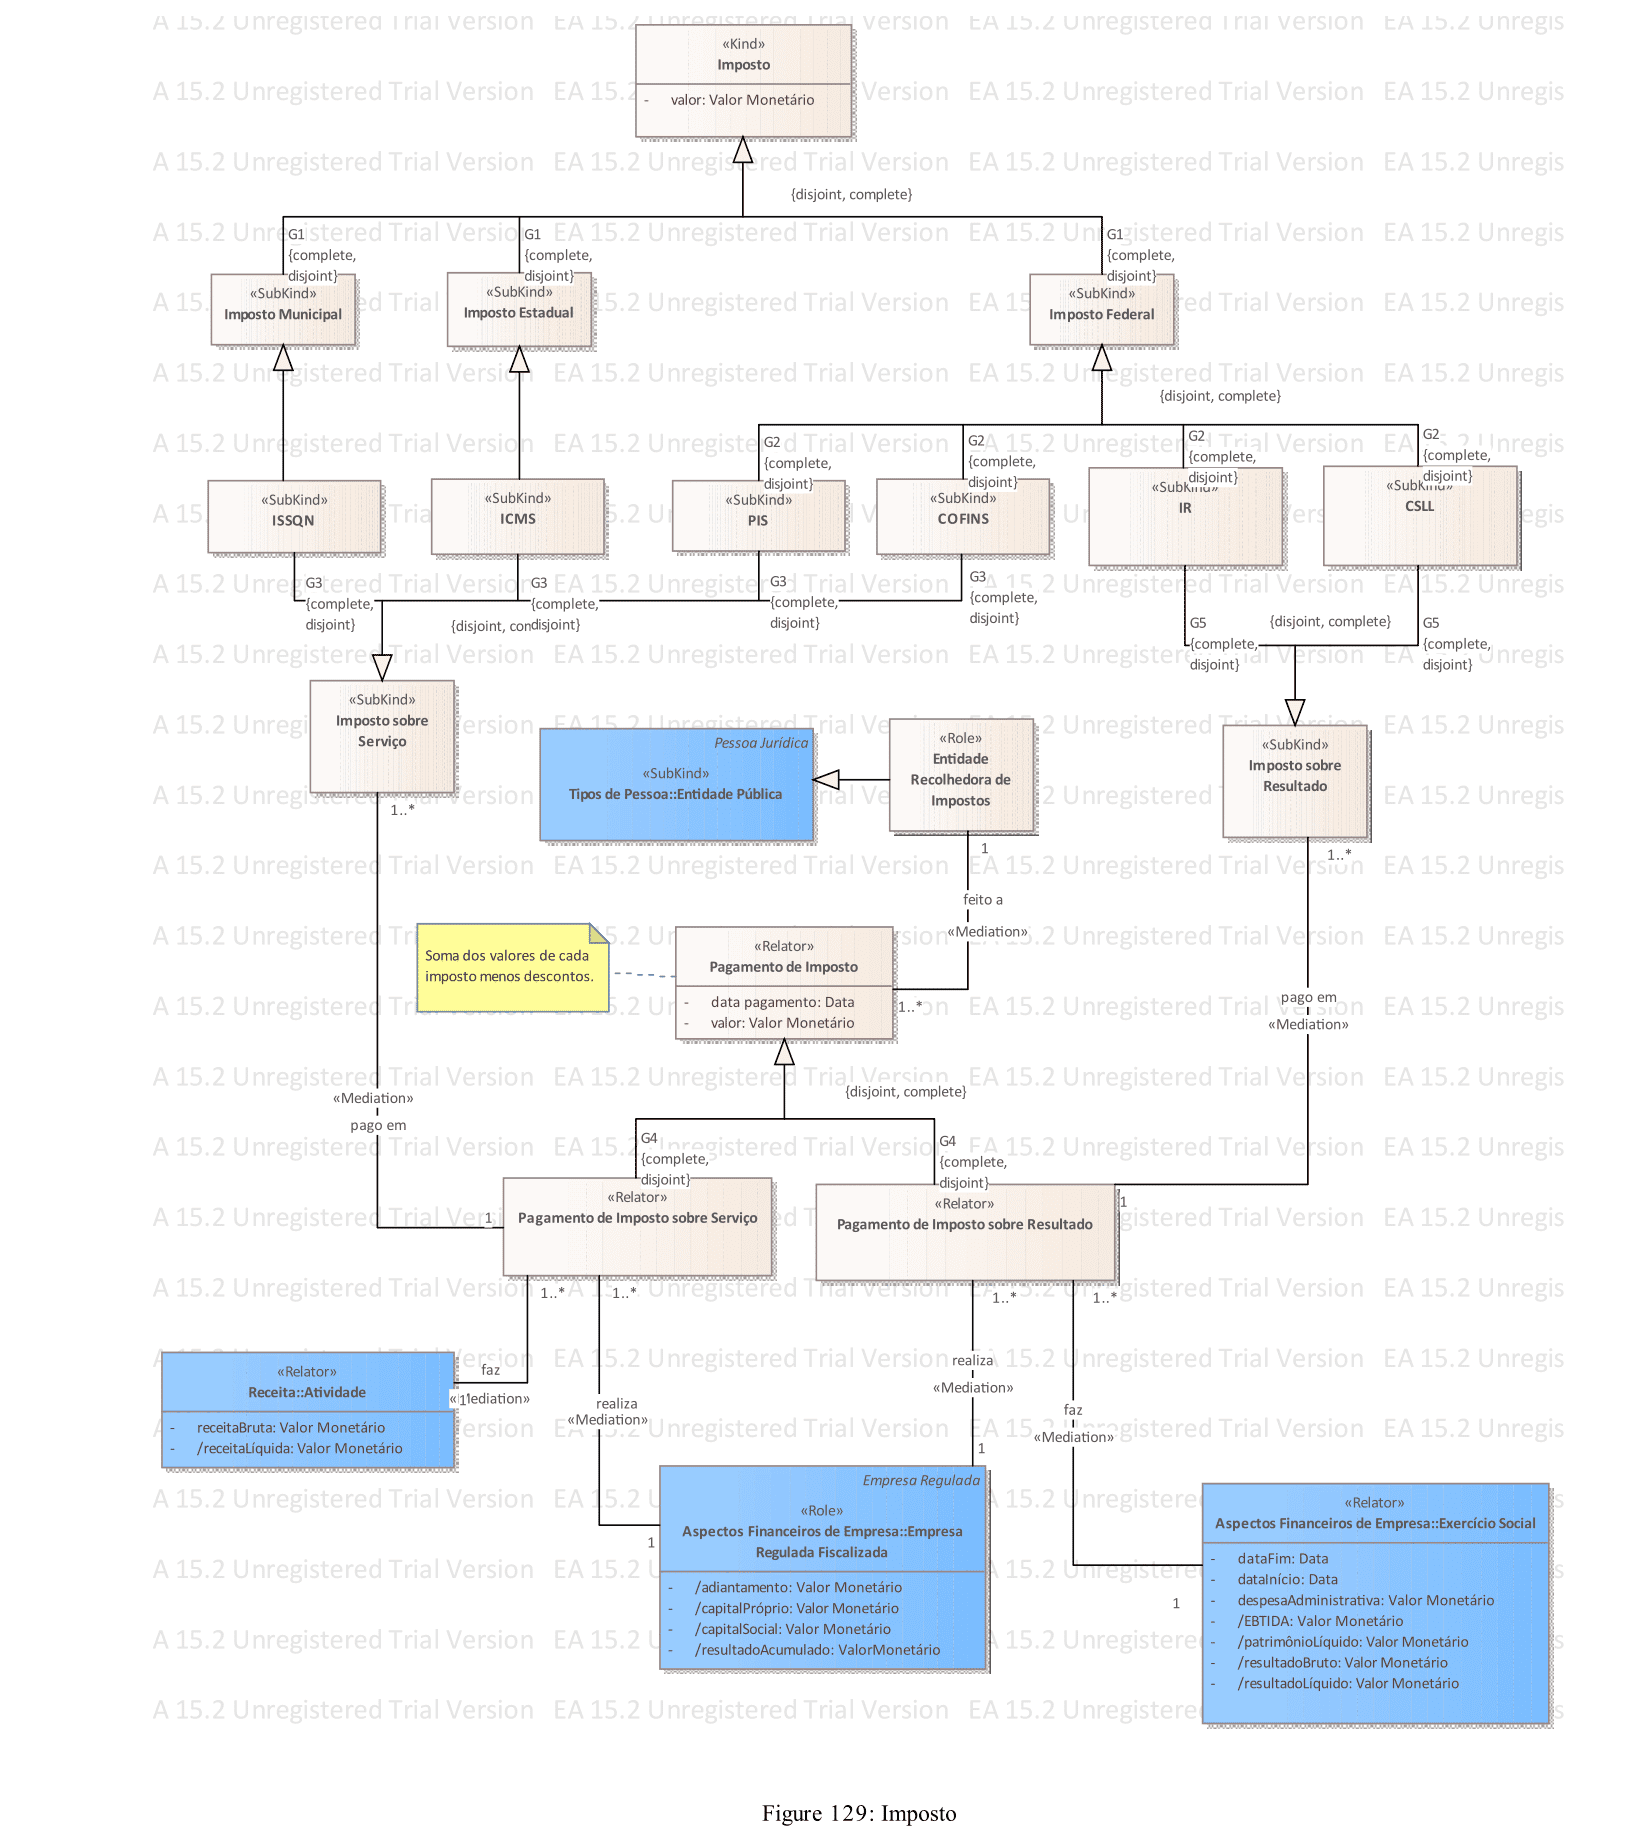 «Kind»
Imposto
- valor: Valor Monetário
{disjoint, complete}
G1
{complete,
disjoint}
G1
{complete,
disjoint}
G1
{complete,
disjoint}
«SubKind»
Imposto Municipal
«SubKind»
Imposto Estadual
«SubKind»
Imposto Federal
{disjoint, complete}
G2
{complete,
disjoint}
G2
{complete,
disjoint}
G2
{complete,
disjoint}
G2
{complete,
disjoint}
«SubKind»
ISSQN
«SubKind»
ICMS
«SubKind»
PIS
«SubKind»
COFINS
«SubKind»
IR
«SubKind»
CSLL
G3
{complete,
disjoint}
G3
{complete,
disjoint}
G3
{complete,
disjoint}
G3
{complete,
disjoint}
{disjoint, com
G5
{complete,
disjoint}
{disjoint, complete}
G5
{complete,
disjoint}
«SubKind»
Imposto sobre
Serviço
1..*
Pessoa Jurídica
«SubKind»
Tipos de Pessoa::Entidade Pública
«Role»
Entidade
Recolhedora de
Impostos
1
«SubKind»
Imposto sobre
Resultado
1..*
feito a
«Mediation»
Soma dos valores de cada
imposto menos descontos.
«Relator»
Pagamento de Imposto
- data pagamento: Data
- valor: Valor Monetário
1..*
pago em
«Mediation»
{disjoint, complete}
«Mediation»
pago em
G4
{complete,
disjoint}
G4
{complete,
disjoint}
«Relator»
Pagamento de Imposto sobre Serviço
1
«Relator»
Pagamento de Imposto sobre Resultado
1
1..*
1..*
1..*
1..*
«Relator»
Receita::Atividade
- receitaBruta: Valor Monetário
- /receitaLíquida: Valor Monetário
faz
«Mediation»
1
realiza
«Mediation»
realiza
«Mediation»
faz
«Mediation»
1
1
1
Empresa Regulada
«Role»
Aspectos Financeiros de Empresa::Empresa
Regulada Fiscalizada
- /adiantamento: Valor Monetário
- /capitalPróprio: Valor Monetário
- /capitalSocial: Valor Monetário
- /resultadoAcumulado: ValorMonetário
«Relator»
Aspectos Financeiros de Empresa::Exercício Social
- dataFim: Data
- dataInício: Data
- despesaAdministrativa: Valor Monetário
- /EBTIDA: Valor Monetário
- /patrimônioLíquido: Valor Monetário
- /resultadoBruto: Valor Monetário
- /resultadoLíquido: Valor Monetário
Figure 129: Imposto